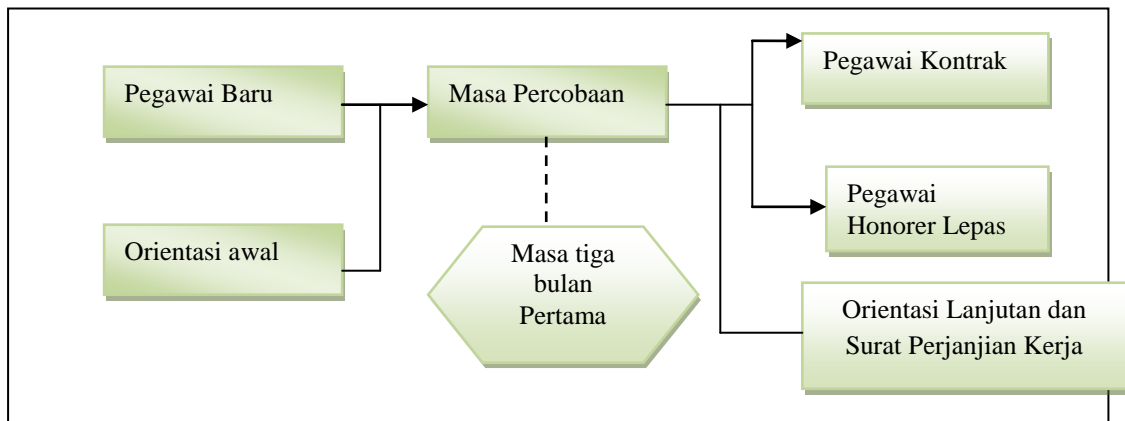 Pegawai Baru
Orientasi awal
Masa Percobaan
Masa tiga
bulan
Pertama
Pegawai Kontrak
Pegawai
Honorer Lepas
Orientasi Lanjutan dan
Surat Perjanjian Kerja